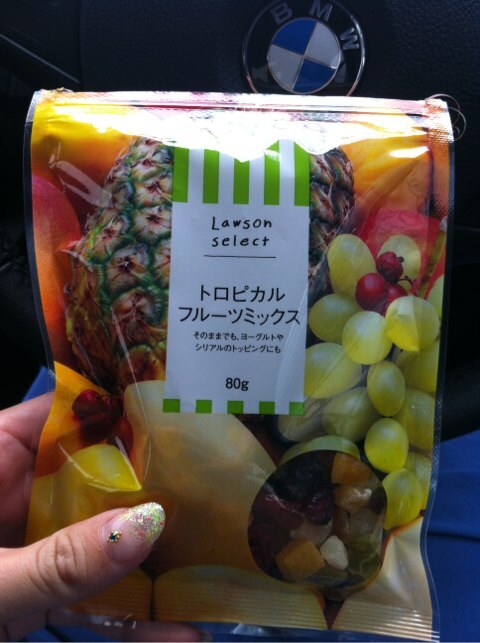 BMW
Lawson
select
トロピカル
フルーツミックス
そのままでも、ヨーグルトや
シリアルのトッピングにも
80g